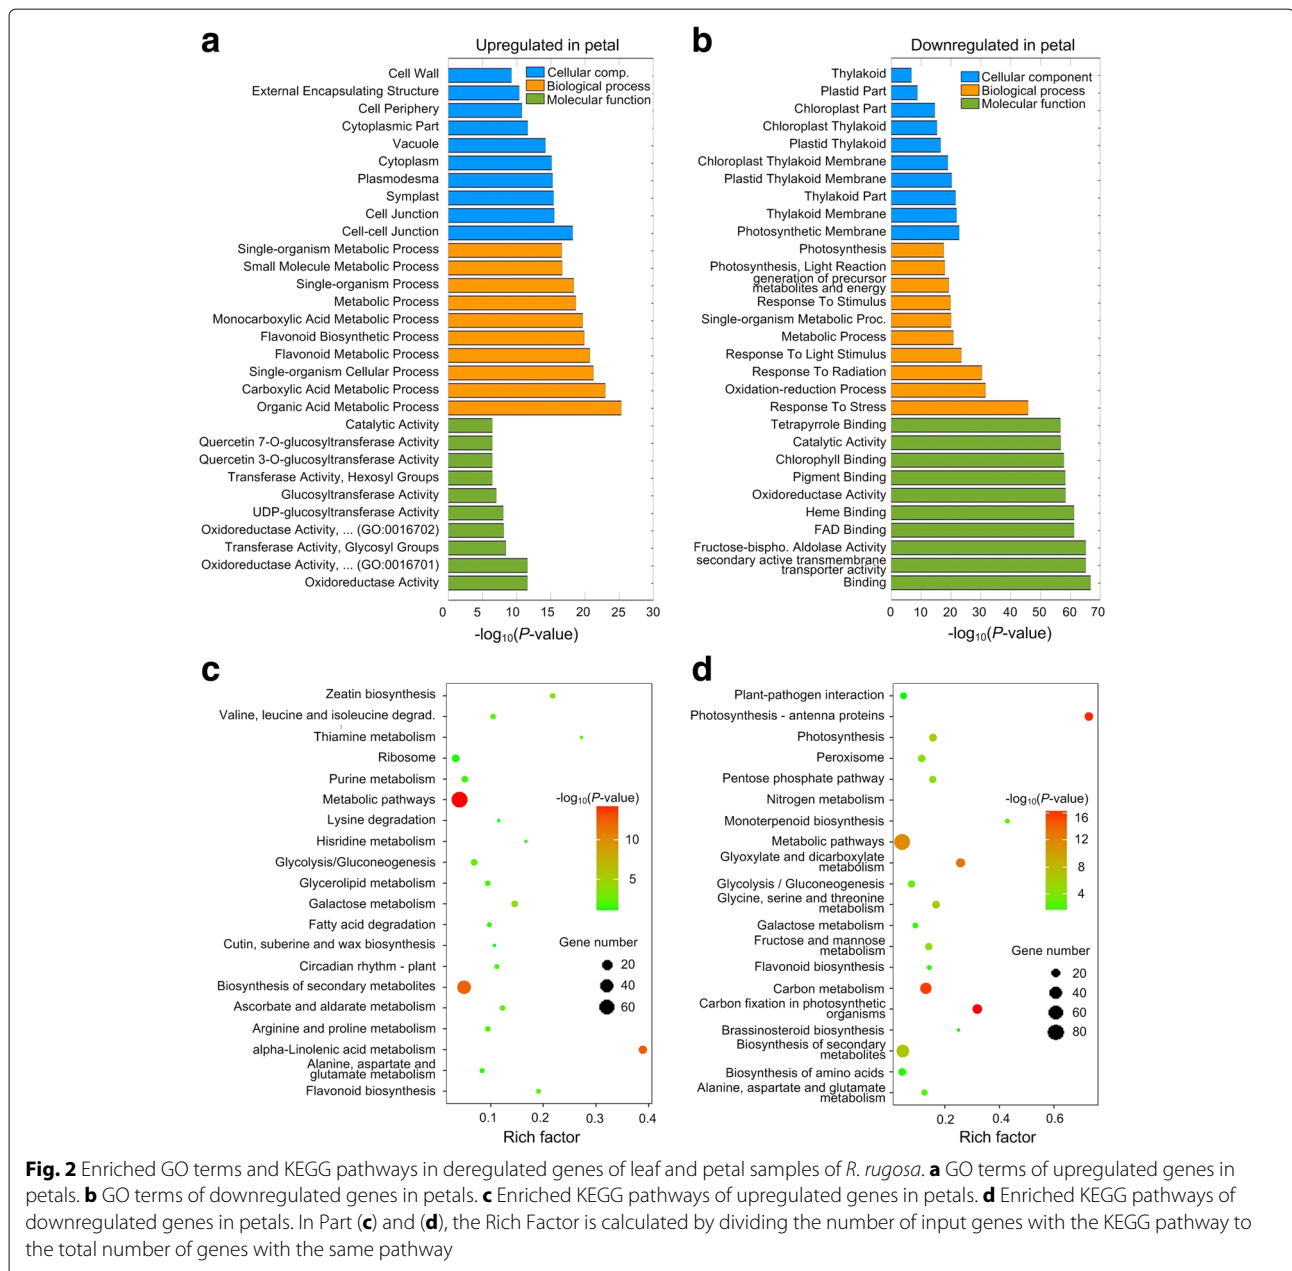 a
Upregulated in petal
Cellular comp.
Biological process
Molecular function
Cell Wall
External Encapsulating Structure
Cell Periphery
Cytoplasmic Part
Vacuole
Cytoplasm
Plasmodesma
Symplast
Cell Junction
Cell-cell Junction
Single-organism Metabolic Process
Small Molecule Metabolic Process
Single-organism Process
Metabolic Process
Monocarboxylic Acid Metabolic Process
Flavonoid Biosynthetic Process
Flavonoid Metabolic Process
Single-organism Cellular Process
Carboxylic Acid Metabolic Process
Organic Acid Metabolic Process
Catalytic Activity
Quercetin 7-O-glucosyltransferase Activity
Quercetin 3-O-glucosyltransferase Activity
Transferase Activity, Hexosyl Groups
Glucosyltransferase Activity
UDP-glucosyltransferase Activity
Oxidoreductase Activity, ... (GO:0016702)
Transferase Activity, Glycosyl Groups
Oxidoreductase Activity, ... (GO:0016701)
Oxidoreductase Activity
0 5 10 15 20 25 30
-log10(P-value)
b
Downregulated in petal
Cellular component
Biological process
Molecular function
Thylakoid
Plastid Part
Chloroplast Part
Chloroplast Thylakoid
Plastid Thylakoid
Chloroplast Thylakoid Membrane
Plastid Thylakoid Membrane
Thylakoid Part
Thylakoid Membrane
Photosynthetic Membrane
Photosynthesis
Photosynthesis, Light Reaction
generation of precursor
metabolites and energy
Response To Stimulus
Single-organism Metabolic Proc.
Metabolic Process
Response To Light Stimulus
Response To Radiation
Oxidation-reduction Process
Response To Stress
Tetrapyrrole Binding
Catalytic Activity
Chlorophyll Binding
Pigment Binding
Oxidoreductase Activity
Heme Binding
FAD Binding
Fructose-bispho. Aldolase Activity
secondary active transmembrane
transporter activity
Binding
0 10 20 30 40 50 60 70
-log10(P-value)
c
Zeatin biosynthesis
Valine, leucine and isoleucine degrad.
Thiamine metabolism
Ribosome
Purine metabolism
Metabolic pathways
Lysine degradation
Hisridine metabolism
Glycolysis/Gluconeogenesis
Glycerolipid metabolism
Galactose metabolism
Fatty acid degradation
Cutin, suberine and wax biosynthesis
Circadian rhythm - plant
Biosynthesis of secondary metabolites
Ascorbate and aldarate metabolism
Arginine and proline metabolism
alpha-Linolenic acid metabolism
Alanine, aspartate and
glutamate metabolism
Flavonoid biosynthesis
-log10(P-value)
10
5
Gene number
20
40
60
0.1 0.2 0.3 0.4
Rich factor
d
Plant-pathogen interaction
Photosynthesis - antenna proteins
Photosynthesis
Peroxisome
Pentose phosphate pathway
Nitrogen metabolism
Monoterpenoid biosynthesis
Metabolic pathways
Glyoxylate and dicarboxylate
metabolism
Glycolysis / Gluconeogenesis
Glycine, serine and threonine
metabolism
Galactose metabolism
Fructose and mannose
metabolism
Flavonoid biosynthesis
Carbon metabolism
Carbon fixation in photosynthetic
organisms
Brassinosteroid biosynthesis
Biosynthesis of secondary
metabolites
Biosynthesis of amino acids
Alanine, aspartate and glutamate
metabolism
-log10(P-value)
16
12
8
4
Gene number
20
40
60
80
0.2 0.4 0.6
Rich factor
Fig. 2 Enriched GO terms and KEGG pathways in deregulated genes of leaf and petal samples of R. rugosa. a GO terms of upregulated genes in
petals. b GO terms of downregulated genes in petals. c Enriched KEGG pathways of upregulated genes in petals. d Enriched KEGG pathways of
downregulated genes in petals. In Part (c) and (d), the Rich Factor is calculated by dividing the number of input genes with the KEGG pathway to
the total number of genes with the same pathway